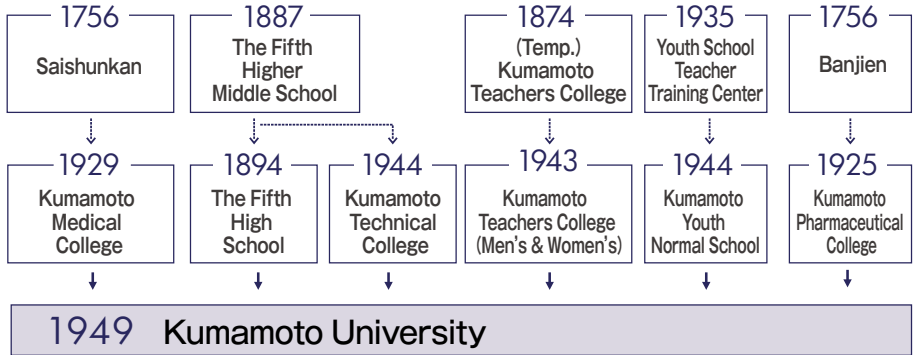 1756
Saishunkan
1887
The Fifth
Higher
Middle School
1874
(Temp.)
Kumamoto
Teachers College
1935
Youth School
Teacher
Training Center
1756
Banjien
1929
Kumamoto
Medical
College
1894
The Fifth
High
School
1944
Kumamoto
Technical
College
1943
Kumamoto
Teachers College
(Men's & Women's)
1944
Kumamoto
Youth
Normal School
1925
Kumamoto
Pharmaceutical
College
1949 Kumamoto University